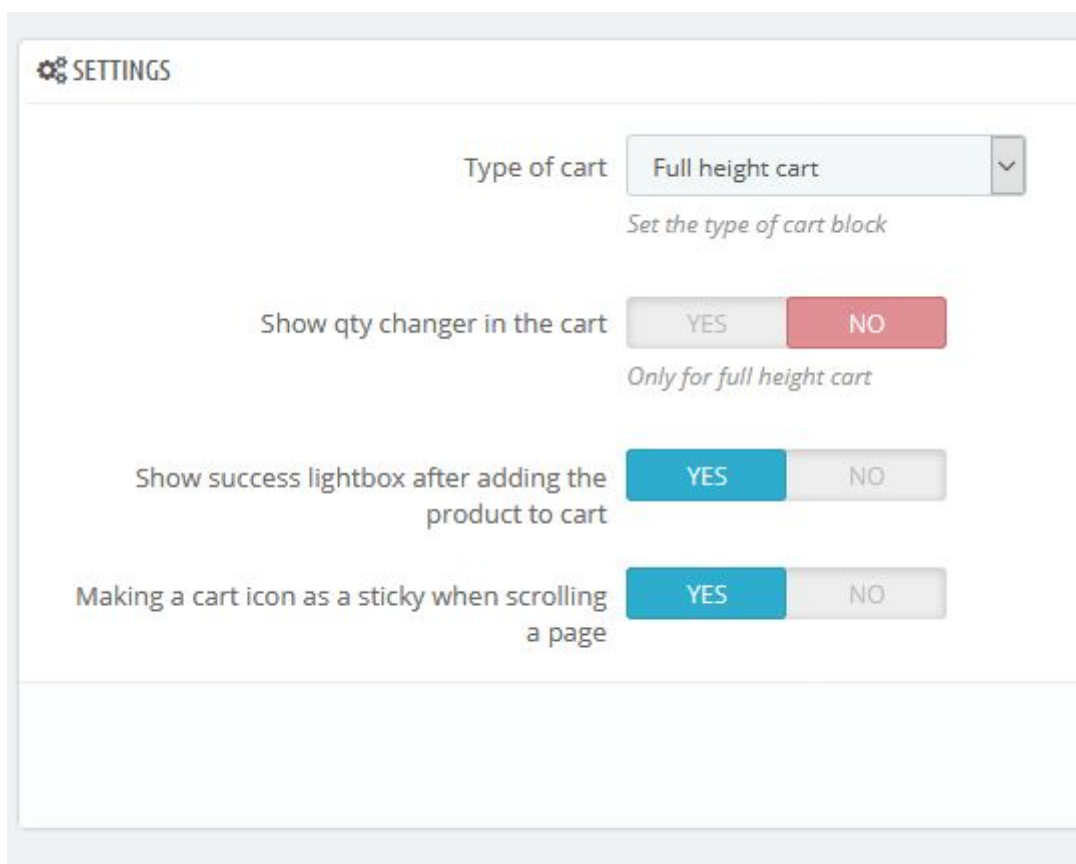 SETTINGS
Type of cart Full height cart
Set the type of cart block
Show qty changer in the cart YES NO
Only for full height cart
Show success lightbox after adding the YES NO
product to cart
Making a cart icon as a sticky when scrolling YES NO
a page